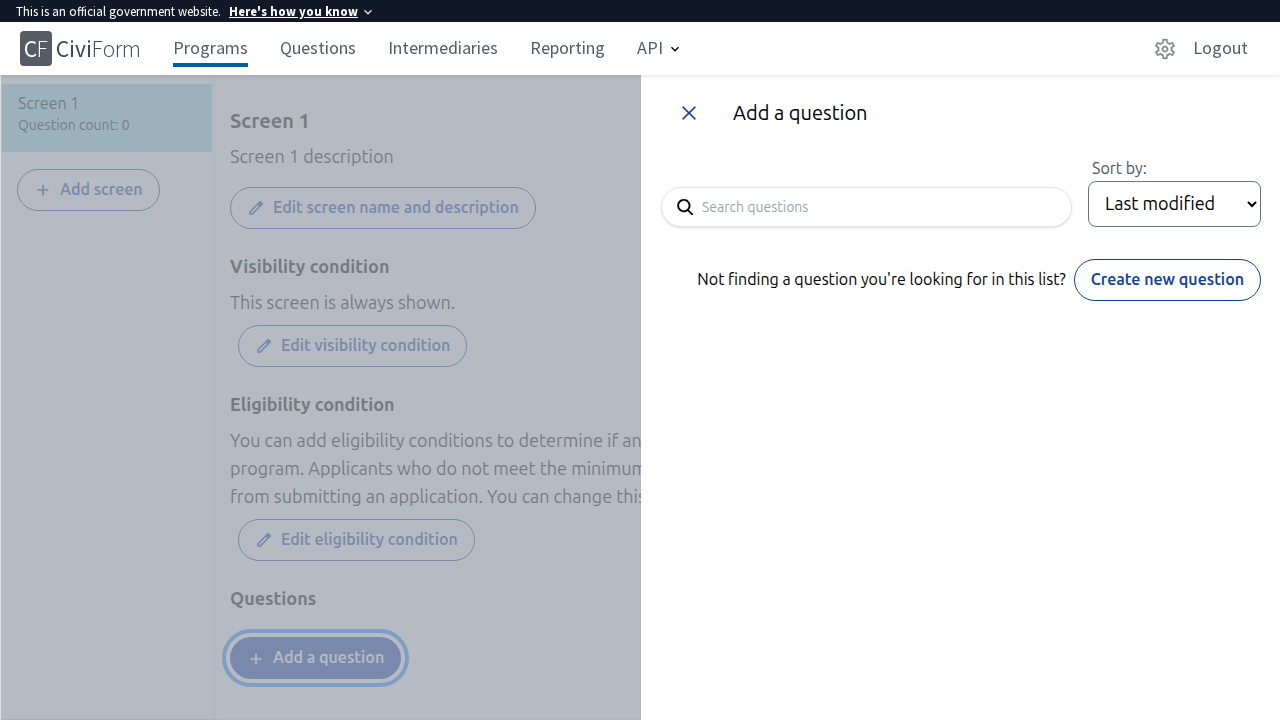 This is an official government website. Here's how you know
CF CiviForm Programs Questions Intermediaries Reporting API Logout
Screen 1
Question count: 0
Add screen
Screen 1
Screen 1 description
Edit screen name and description
Visibility condition
This screen is always shown.
Edit visibility condition
Eligibility condition
You can add eligibility conditions to determine if an
program. Applicants who do not meet the minimum
from submitting an application. You can change this
Edit eligibility condition
Questions
Add a question
Add a question
Sort by:
Search questions
Last modified
Not finding a question you're looking for in this list? Create new question